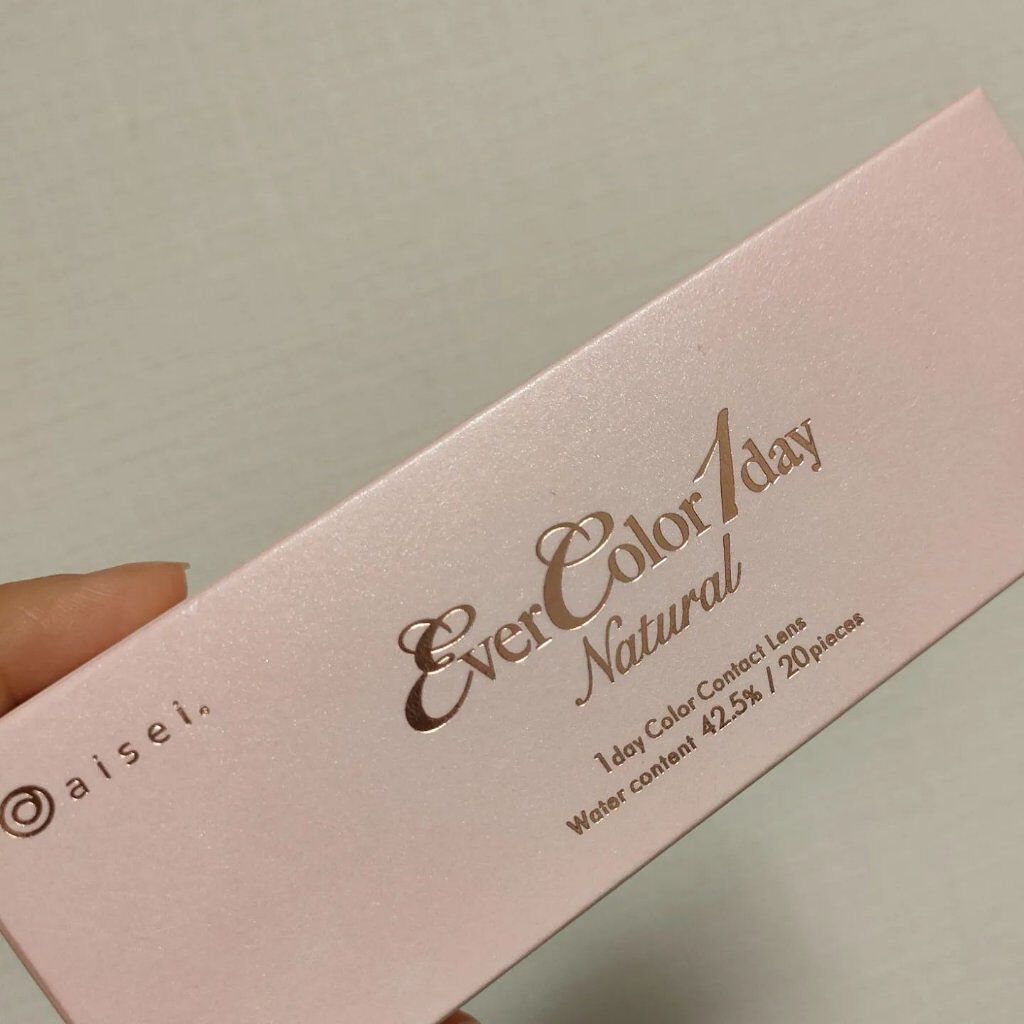 EverColor1day
Natural
1day Color Contact Lens
Water content 42.5% / 20pieces
aisei.